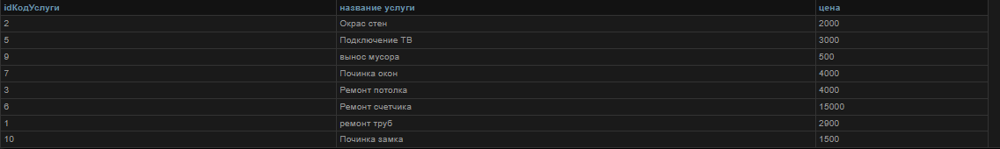 idКодУслуги название услуги цена
2 Окрас стен 2000
5 Подключение ТВ 3000
9 вынос мусора 500
7 Починка окон 4000
3 Ремонт потолка 4000
6 Ремонт счетчика 15000
1 ремонт труб 2900
10 Починка замка 1500